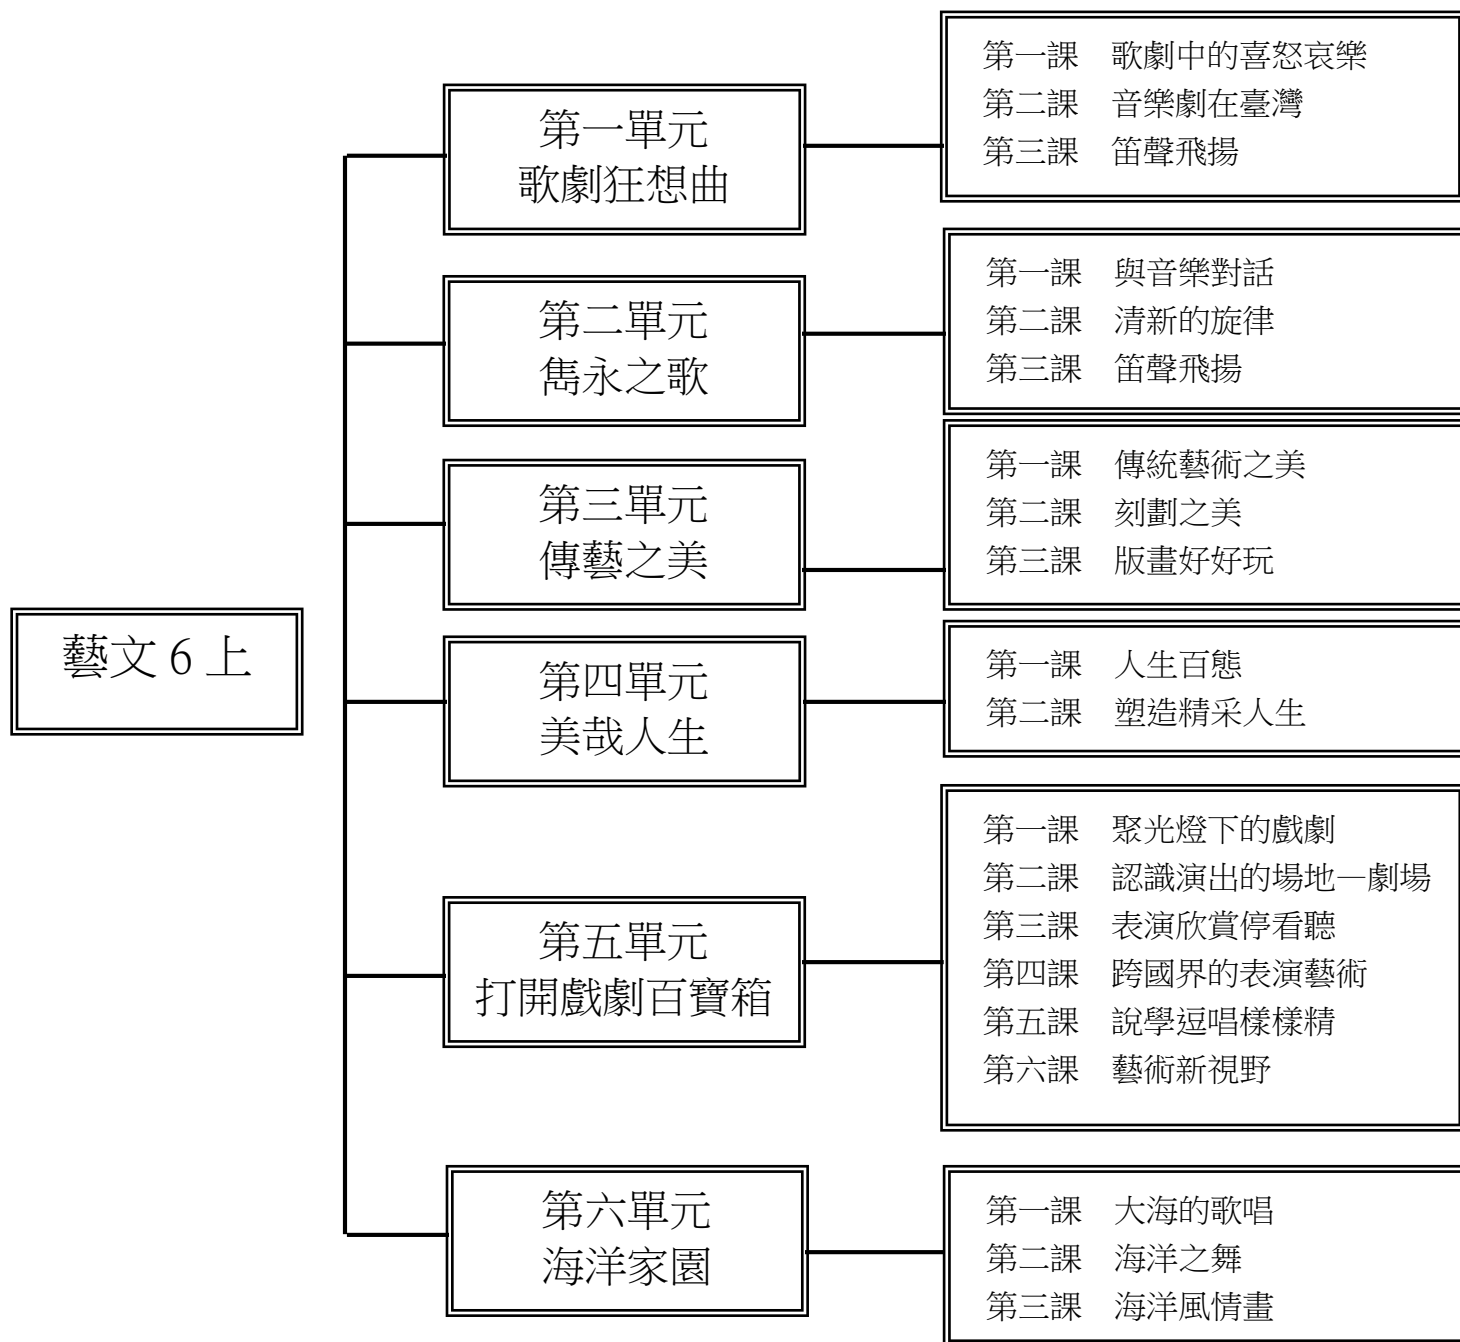 藝文6上
第一單元
歌劇狂想曲
第一課　歌劇中的喜怒哀樂
第二課　音樂劇在臺灣
第三課　笛聲飛揚
第二單元
雋永之歌
第一課　與音樂對話
第二課　清新的旋律
第三課　笛聲飛揚
第三單元
傳藝之美
第一課　傳統藝術之美
第二課　刻劃之美
第三課　版畫好好玩
第四單元
美哉人生
第一課　人生百態
第二課　塑造精采人生
第五單元
打開戲劇百寶箱
第一課　聚光燈下的戲劇
第二課　認識演出的場地—劇場
第三課　表演欣賞停看聽
第四課　跨國界的表演藝術
第五課　說學逗唱樣樣精
第六課　藝術新視野
第六單元
海洋家園
第一課　大海的歌唱
第二課　海洋之舞
第三課　海洋風情畫